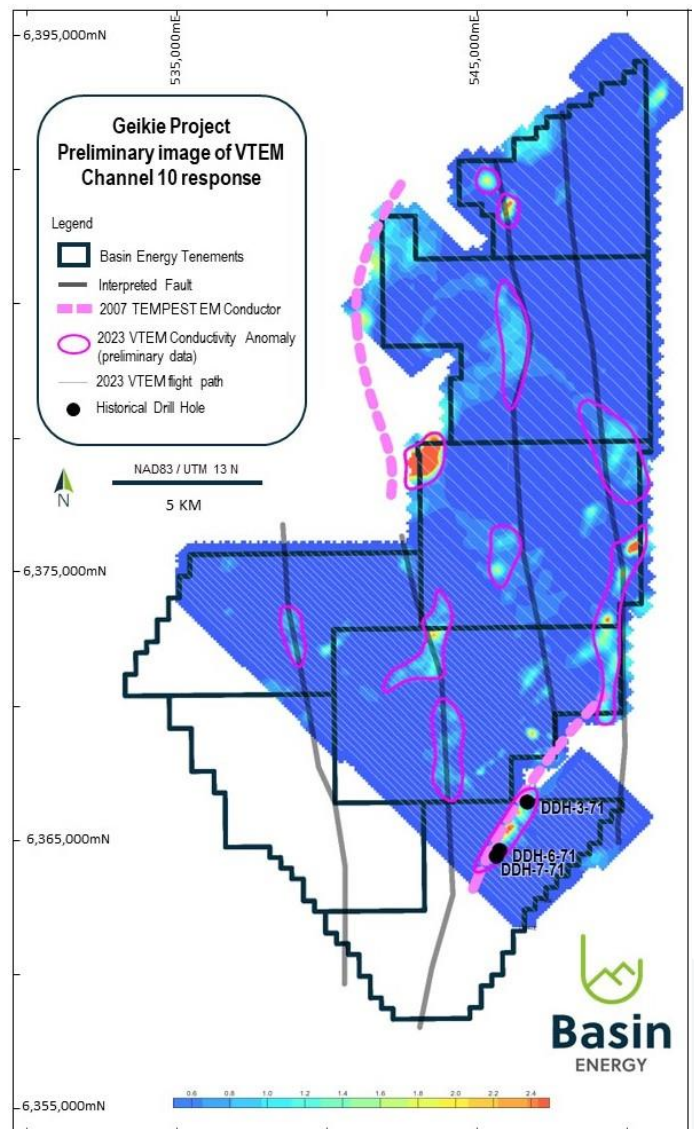 6,395,000mN
535,000mE
545,000mE
Geikie Project
Preliminary image of VTEM
Channel 10 response
Legend
Basin Energy Tenements
Interpreted Fault
2007 TEMPEST EM Conductor
2023 VTEM Conductivity Anomaly
(preliminary data)
2023 VTEM flight path
Historical Drill Hole
NAD83 / UTM 13 N
N
5 KM
6,375,000mN
DDH-3-71
6,365,000mN
DDH-6-71
DDH-7-71
Basin
ENERGY
0.6 0.8 1.0 1.2 1.4 1.6 1.8 2.0 2.2 2.4
6,355,000mN